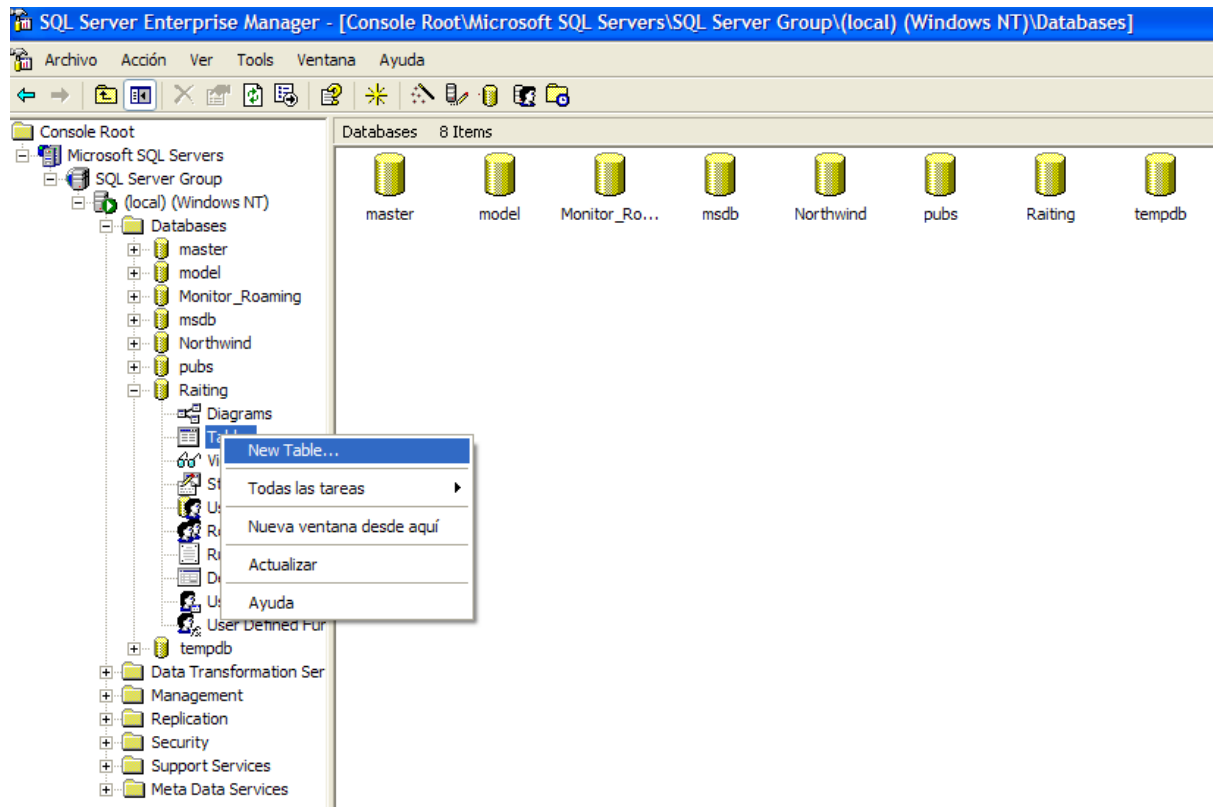 SQL Server Enterprise Manager - [Console Root\Microsoft SQL Servers\SQL Server Group\(local) (Windows NT)\Databases]
Archivo Acción Ver Tools Ventana Ayuda
Console Root
Databases 8 Items
Microsoft SQL Servers
SQL Server Group
(local) (Windows NT)
Databases
master
model
Monitor_Roaming
msdb
Northwind
pubs
Raiting
Diagrams
New Table...
Todas las tareas
Nueva ventana desde aquí
Actualizar
Ayuda
User Defined Fur
tempdb
Data Transformation Ser
Management
Replication
Security
Support Services
Meta Data Services
master model Monitor_Ro... msdb Northwind pubs Raiting tempdb